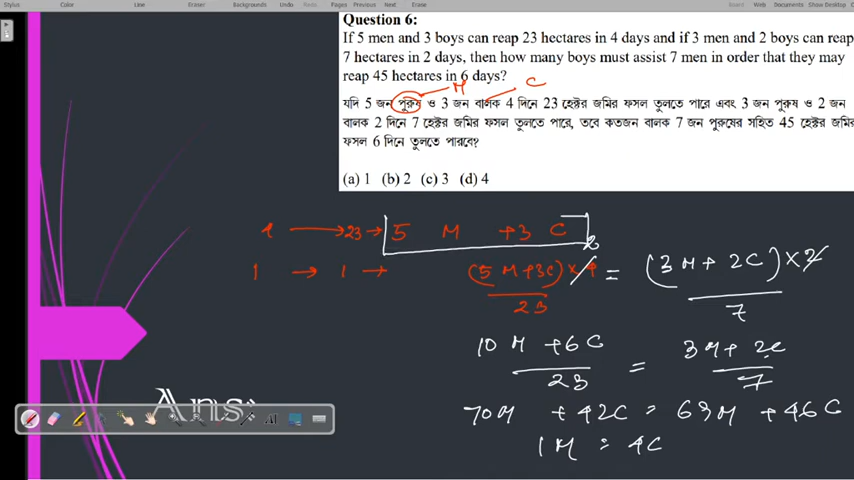 Style Colors Line Eraser Backgrounds Undo Redo Pages Previous Next Erase Board Web Documents Show Desktop
Question 6:
If 5 men and 3 boys can reap 23 hectares in 4 days and if 3 men and 2 boys can reap
7 hectares in 2 days, then how many boys must assist 7 men in order that they may
reap 45 hectares in 6 days?
M C
যদি 5 জন পুরুষ ও 3 জন বালক 4 দিনে 23 হেক্টর জমির ফসল তুলতে পারে এবং 3 জন পুরুষ ও 2 জন
বালক 2 দিনে 7 হেক্টর জমির ফসল তুলতে পারে, তবে কতজন বালক 7 জন পুরুষের সহিত 45 হেক্টর জমির
ফসল 6 দিনে তুলতে পারবে?
(a) 1 (b) 2 (c) 3 (d) 4
23 → 5 M +3 C
1 → 1 → (5 M+3C) × 4 / 23 = (3M + 2C) × 2 / 7
2
10 M +6C / 23 = 3M + 2C / 7
70M + 42C = 69M + 46C
1M = 4C
Ans: